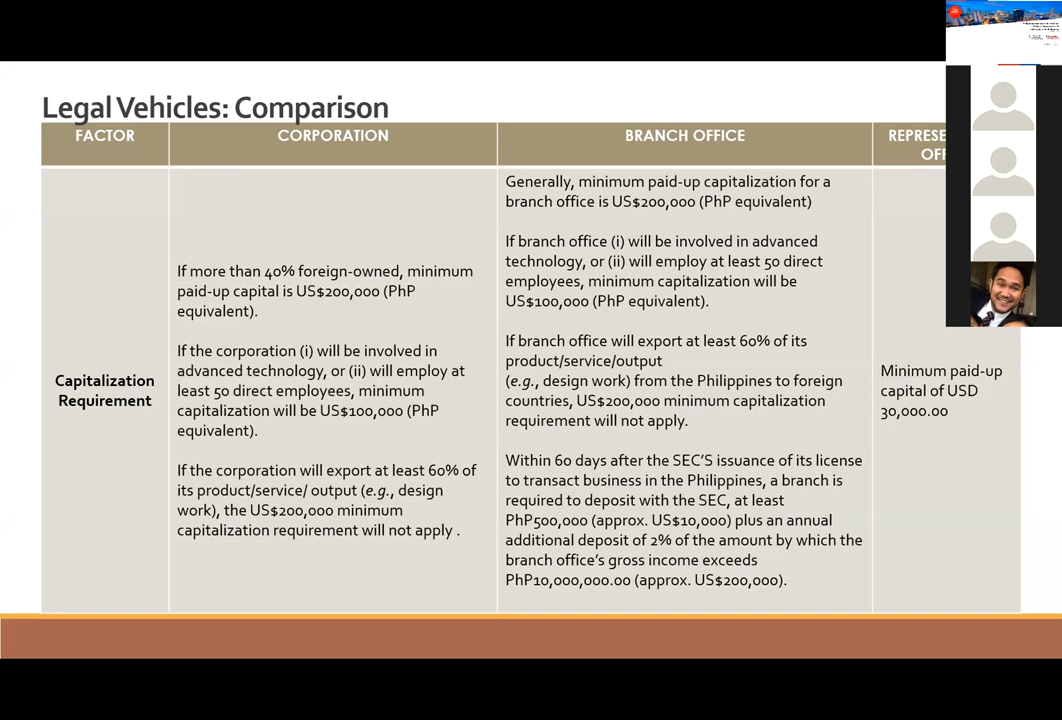 Legal Vehicles: Comparison
FACTOR
CORPORATION
BRANCH OFFICE
Capitalization
Requirement
If more than 40% foreign-owned, minimum
paid-up capital is US$200,000 (PhP
equivalent).
If the corporation (i) will be involved in
advanced technology, or (ii) will employ at
least 50 direct employees, minimum
capitalization will be US$100,000 (PhP
equivalent).
If the corporation will export at least 60% of
its product/service/ output (e.g., design
work), the US$200,000 minimum
capitalization requirement will not apply .
Generally, minimum paid-up capitalization for a
branch office is US$200,000 (PhP equivalent)
If branch office (i) will be involved in advanced
technology, or (ii) will employ at least 50 direct
employees, minimum capitalization will be
US$100,000 (PhP equivalent).
If branch office will export at least 60% of its
product/service/output
(e.g., design work) from the Philippines to foreign
countries, US$200,000 minimum capitalization
requirement will not apply.
Within 60 days after the SEC'S issuance of its license
to transact business in the Philippines, a branch is
required to deposit with the SEC, at least
PhP500,000 (approx. US$10,000) plus an annual
additional deposit of 2% of the amount by which the
branch office's gross income exceeds
PhP10,000,000.00 (approx. US$200,000).
Minimum paid-up
capital of USD
30,000.00